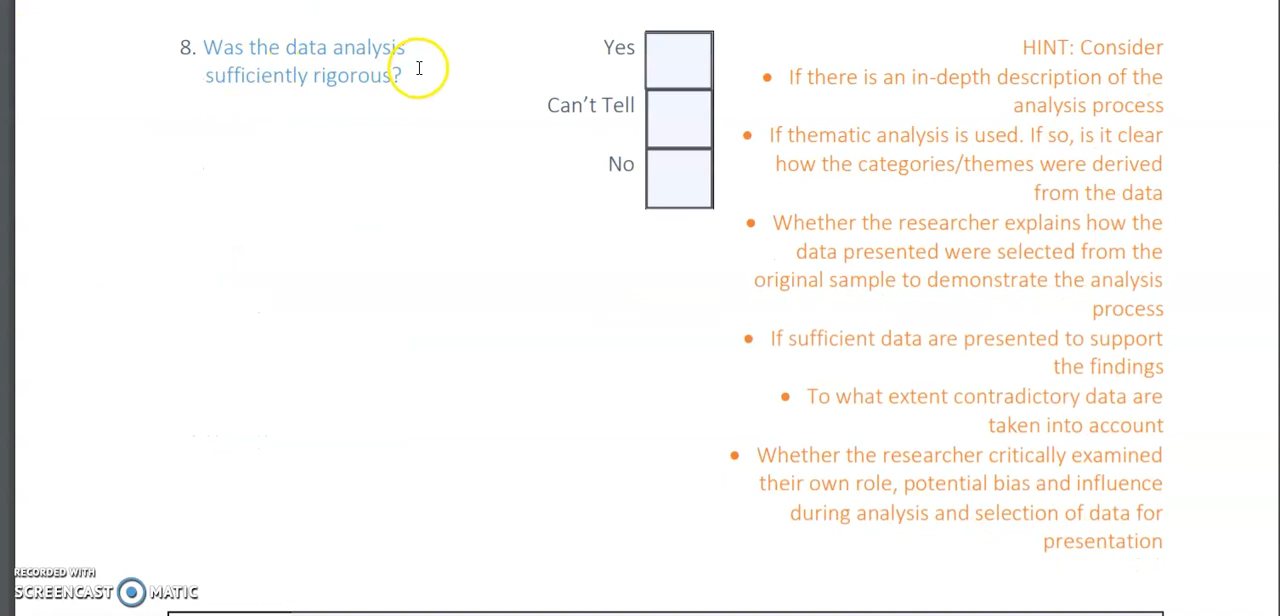 8. Was the data analysis
sufficiently rigorous?
Yes
Can't Tell
No
HINT: Consider
• If there is an in-depth description of the
analysis process
• If thematic analysis is used. If so, is it clear
how the categories/themes were derived
from the data
• Whether the researcher explains how the
data presented were selected from the
original sample to demonstrate the analysis
process
• If sufficient data are presented to support
the findings
• To what extent contradictory data are
taken into account
• Whether the researcher critically examined
their own role, potential bias and influence
during analysis and selection of data for
presentation
RECORDED WITH
SCREENCAST MATIC